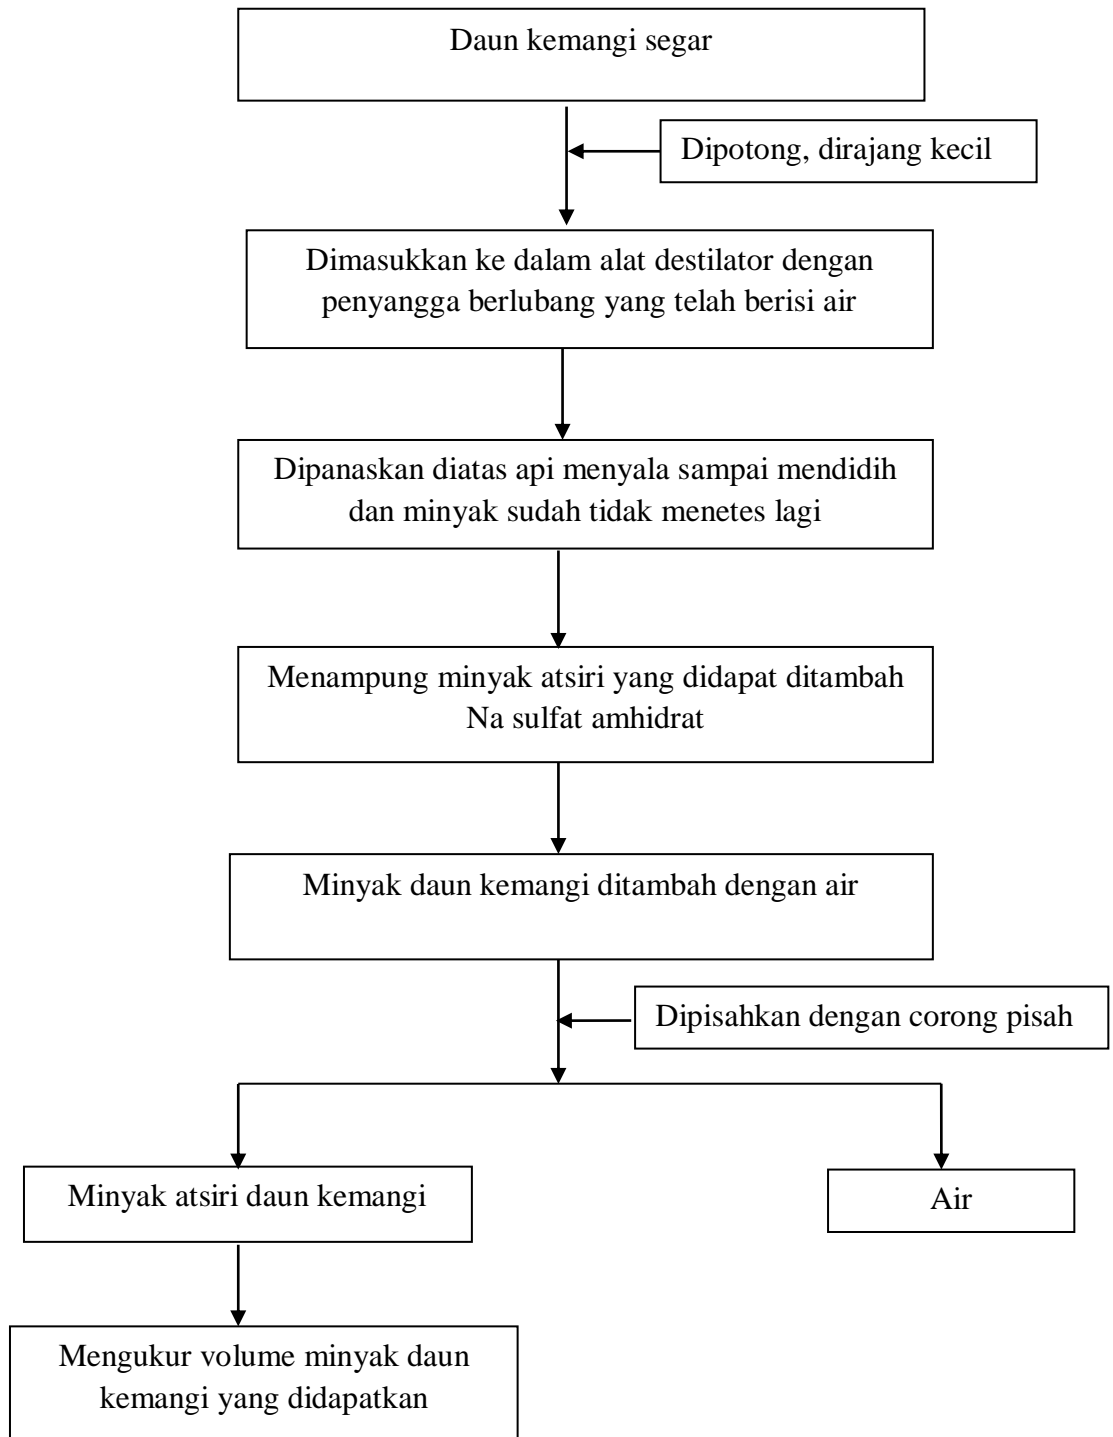 Daun kemangi segar
Dipotong, dirajang kecil
Dimasukkan ke dalam alat destilator dengan
penyangga berlubang yang telah berisi air
Dipanaskan diatas api menyala sampai mendidih
dan minyak sudah tidak menetes lagi
Menampung minyak atsiri yang didapat ditambah
Na sulfat amhidrat
Minyak daun kemangi ditambah dengan air
Dipisahkan dengan corong pisah
Minyak atsiri daun kemangi
Air
Mengukur volume minyak daun
kemangi yang didapatkan